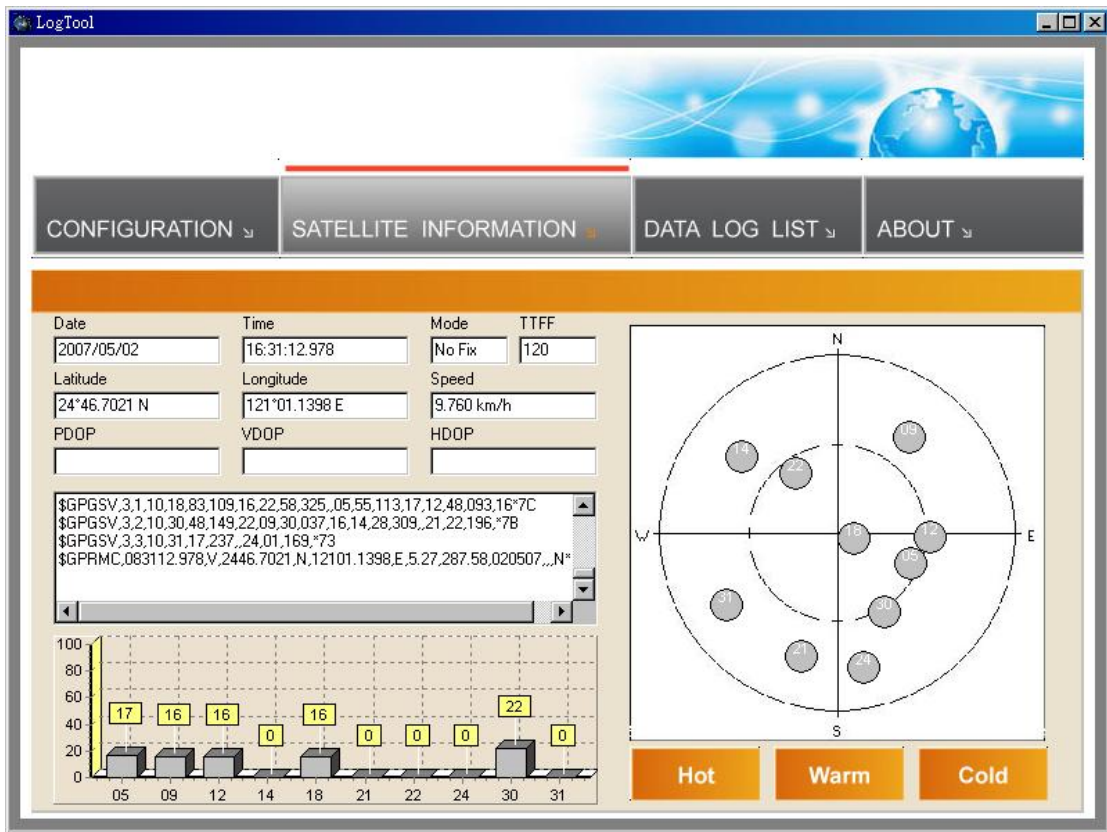 LogTool
CONFIGURATION
SATELLITE INFORMATION
DATA LOG LIST
ABOUT
Date
Time
Mode
TTFF
2007/05/02
16:31:12.978
No Fix
120
Latitude
Longitude
Speed
24°46.7021 N
121°01.1398 E
9.760 km/h
PDOP
VDOP
HDOP
$GPGSV,3,1,10,18,83,109,16,22,58,325,,05,55,113,17,12,48,093,16*7C
$GPGSV,3,2,10,30,48,149,22,09,30,037,16,14,28,309,,21,22,196,*7B
$GPGSV,3,3,10,31,17,237,,24,01,169,*73
$GPRMC,083112.978,V,2446.7021,N,12101.1398,E,5.27,287.58,020507,,,N*
100
80
60
40
20
0
17
16
16
0
16
0
0
0
22
0
05
09
12
14
18
21
22
24
30
31
N
09
14
22
W
18
12
E
05
31
30
21
24
S
Hot
Warm
Cold